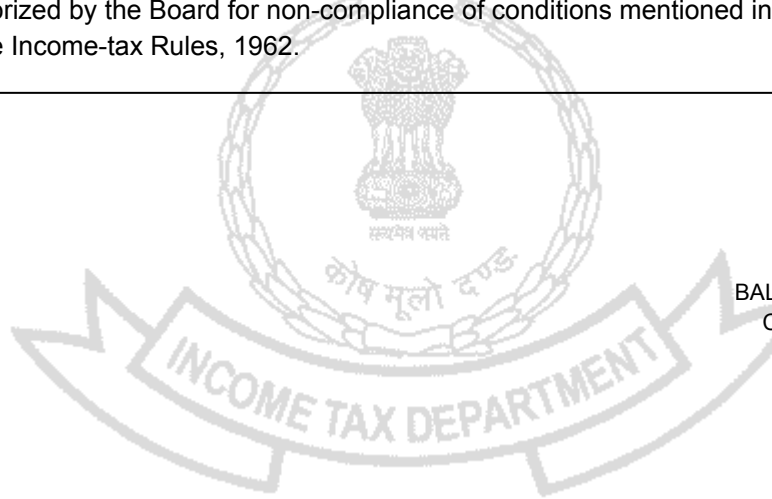 orized by the Board for non-compliance of conditions mentioned in
e Income-tax Rules, 1962.
सत्यमेव जयते
BAL
C
कोष मूलो दण्ड
INCOME TAX DEPARTMENT